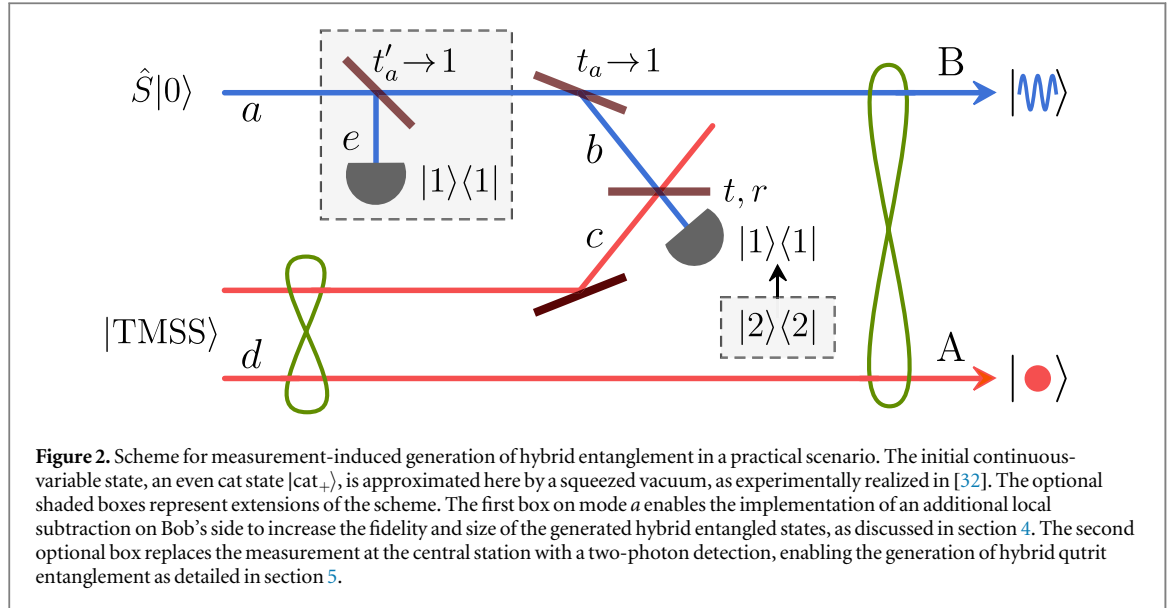 t′ₐ→1
tₐ→1
B
Ŝ|0⟩
a
e
b
|1⟩⟨1|
t, r
c
|1⟩⟨1|
|2⟩⟨2|
|TMSS⟩
d
A
Figure 2. Scheme for measurement-induced generation of hybrid entanglement in a practical scenario. The initial continuous-
variable state, an even cat state |cat₊⟩, is approximated here by a squeezed vacuum, as experimentally realized in [32]. The optional
shaded boxes represent extensions of the scheme. The first box on mode a enables the implementation of an additional local
subtraction on Bob's side to increase the fidelity and size of the generated hybrid entangled states, as discussed in section 4. The second
optional box replaces the measurement at the central station with a two-photon detection, enabling the generation of hybrid qutrit
entanglement as detailed in section 5.